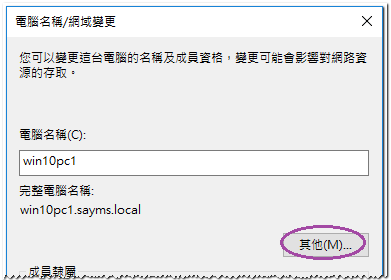 電腦名稱/網域變更
您可以變更這台電腦的名稱及成員資格，變更可能會影響對網路資
源的存取。
電腦名稱(C):
win10pc1
完整電腦名稱:
win10pc1.sayms.local
其他(M)...
成員隸屬